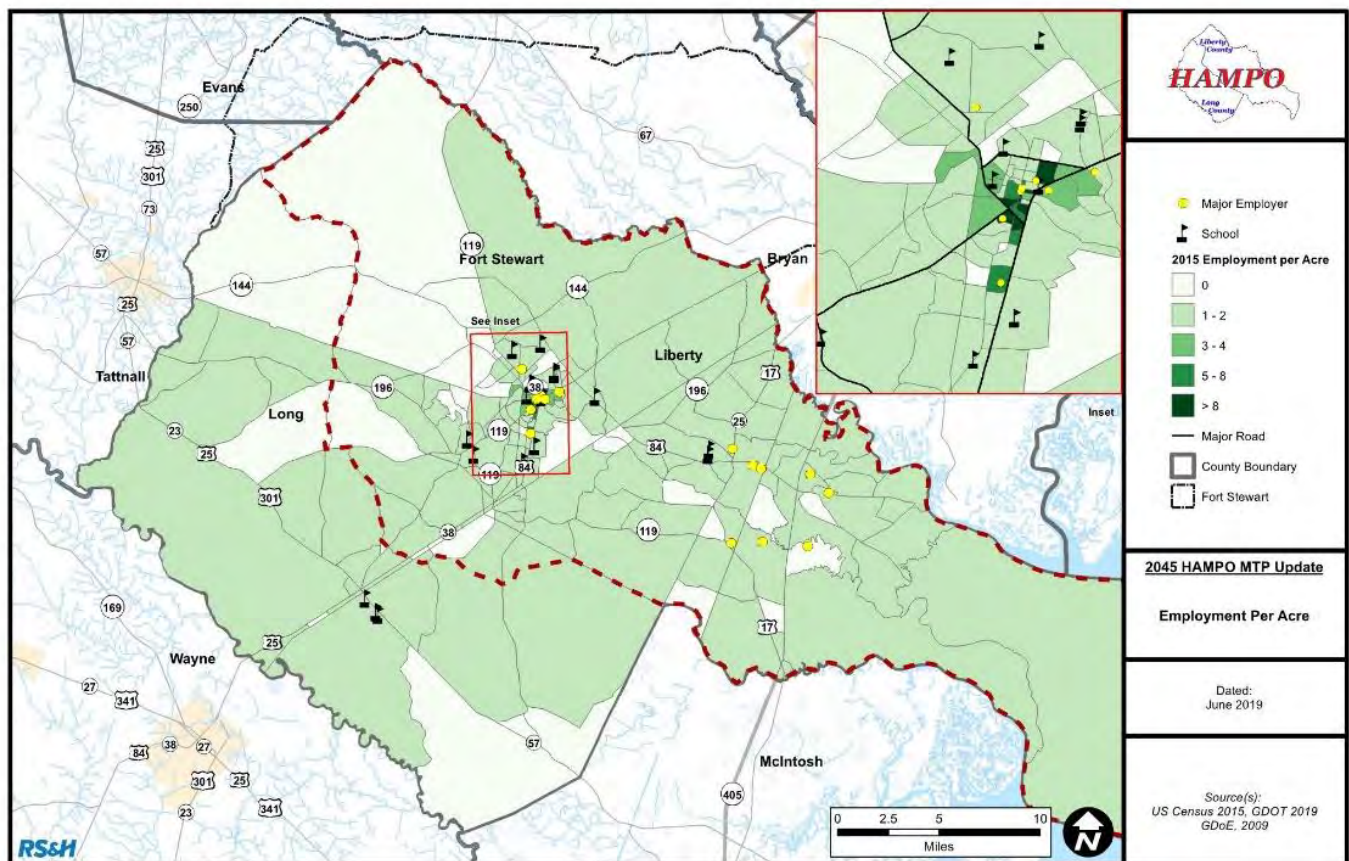 Evans
250
67
25
301
73
57
119
Fort Stewart
Bryan
144
144
See Inset
25
Liberty
57
17
Tattnall
38
196
196
Inset
Long
119
25
23
84
25
84
119
301
119
38
169
17
25
Wayne
27
341
57
84
38
27
McIntosh
301
25
405
23
341
0 2.5 5 10
Miles
N
RS&H
Liberty
County
HAMPO
Long
County
Major Employer
School
2015 Employment per Acre
0
1 - 2
3 - 4
5 - 8
> 8
Major Road
County Boundary
Fort Stewart
2045 HAMPO MTP Update
Employment Per Acre
Dated:
June 2019
Source(s):
US Census 2015, GDOT 2019
GDoE, 2009